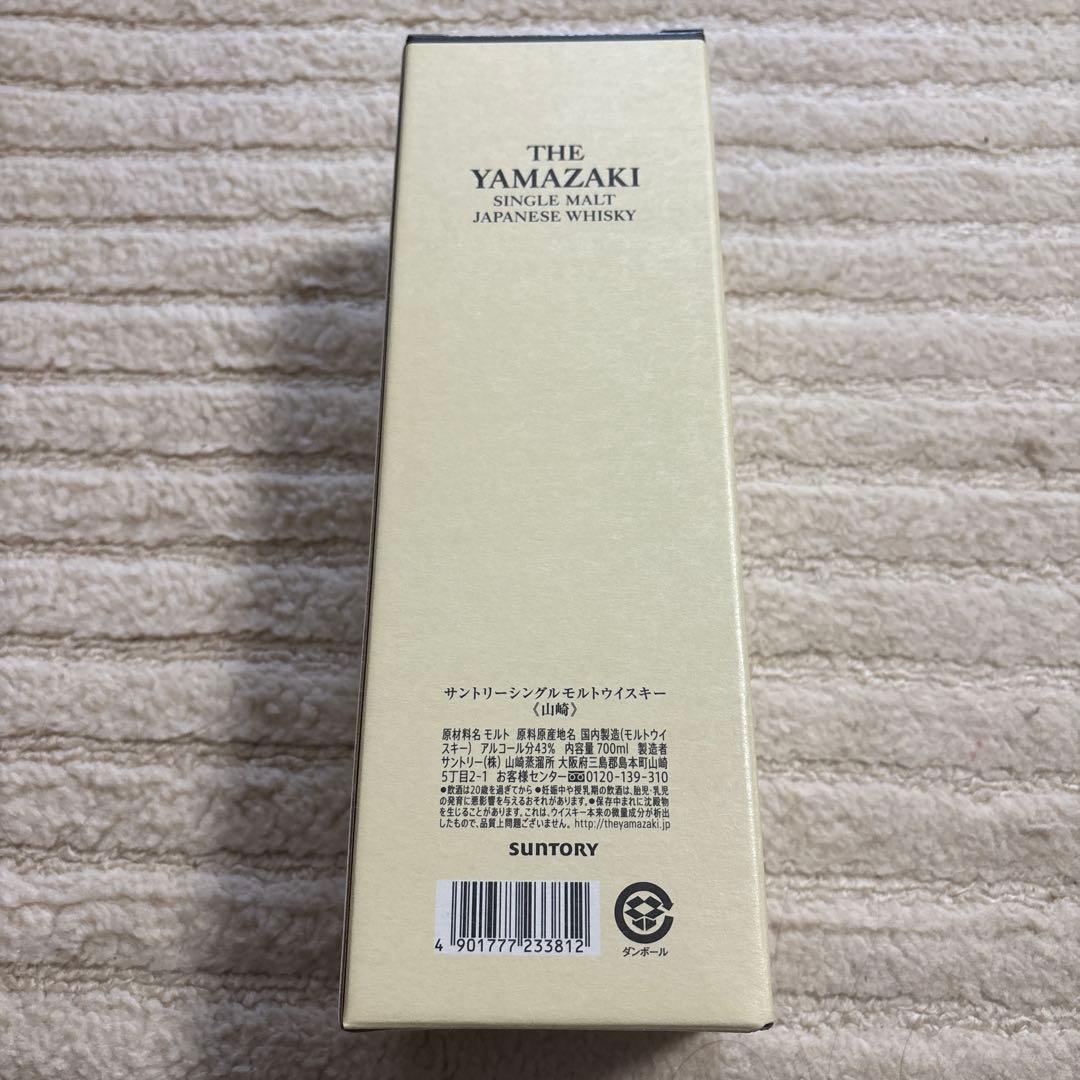 THE
YAMAZAKI
SINGLE MALT
JAPANESE WHISKY
サントリーシングルモルトウイスキー
《山崎》
原材料名 モルト 原料原産地名 国内製造(モルトウイ
スキー) アルコール分43% 内容量700ml 製造者
サントリー(株) 山崎蒸溜所 大阪府三島郡島本町山崎
5丁目2-1 お客様センター0120-139-310
●飲酒は20歳を過ぎてから ●妊娠中や授乳期の飲酒は、胎児・乳児
の発育に悪影響を与えるおそれがあります。●保存中まれに沈殿物
を生じることがあります。これは、ウイスキー本来の微量成分が析出
したもので、品質上問題ございません。http://theyamazaki.jp
SUNTORY
4 901777 233812
ダンボール